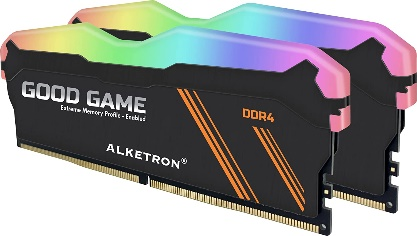 GOOD GAME
Extreme Memory Profile - Enabled
DDR4
ALKETRON®